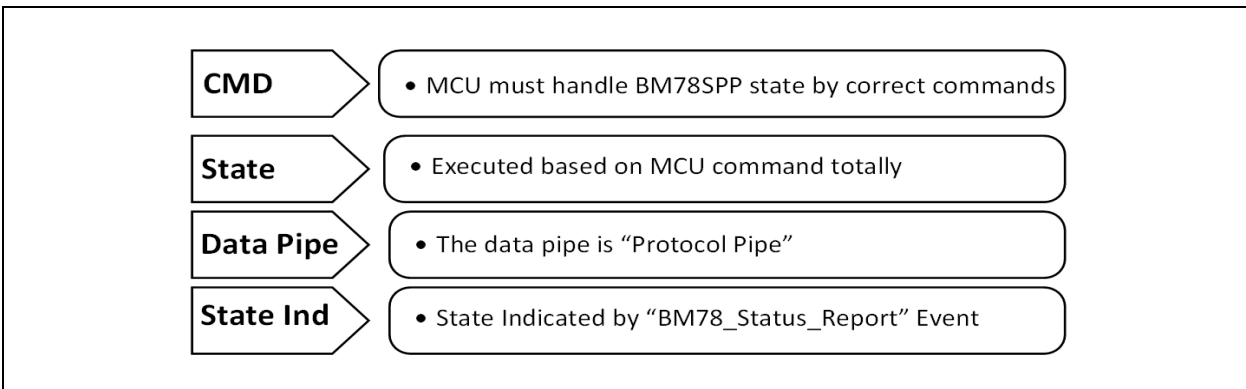 CMD
• MCU must handle BM78SPP state by correct commands
State
• Executed based on MCU command totally
Data Pipe
• The data pipe is “Protocol Pipe”
State Ind
• State Indicated by “BM78_Status_Report” Event